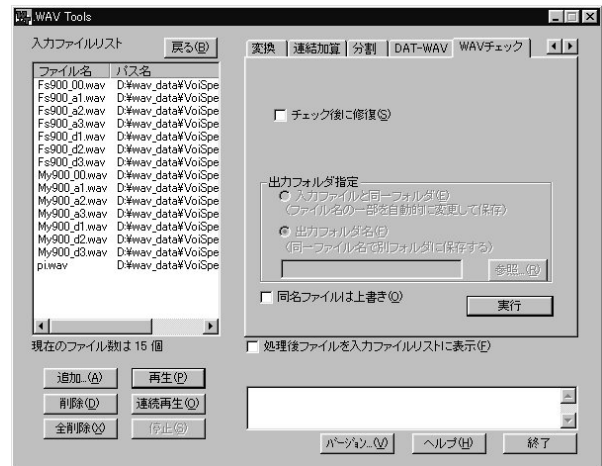 .WAV Tools
入力ファイルリスト
戻る(B)
ファイル名 パス名
Fs900_00.wav D:¥wav_data¥VoiSpe
Fs900_a1.wav D:¥wav_data¥VoiSpe
Fs900_a2.wav D:¥wav_data¥VoiSpe
Fs900_a3.wav D:¥wav_data¥VoiSpe
Fs900_d1.wav D:¥wav_data¥VoiSpe
Fs900_d2.wav D:¥wav_data¥VoiSpe
Fs900_d3.wav D:¥wav_data¥VoiSpe
My900_00.wav D:¥wav_data¥VoiSpe
My900_a1.wav D:¥wav_data¥VoiSpe
My900_a2.wav D:¥wav_data¥VoiSpe
My900_a3.wav D:¥wav_data¥VoiSpe
My900_d1.wav D:¥wav_data¥VoiSpe
My900_d2.wav D:¥wav_data¥VoiSpe
My900_d3.wav D:¥wav_data¥VoiSpe
pi.wav D:¥wav_data¥VoiSpe
現在のファイル数は 15 個
追加...(A) 再生(P)
削除(D) 連続再生(O)
全削除(X) 停止(S)
変換 連結加算 分割 DAT-WAV WAVチェック
チェック後に修復(S)
出力フォルダ指定
入力ファイルと同一フォルダ(E)
(ファイル名の一部を自動的に変更して保存)
出力フォルダ名(F)
(同一ファイル名で別フォルダに保存する)
参照...(R)
同名ファイルは上書き(O)
実行
処理後ファイルを入力ファイルリストに表示(F)
バージョン...(V) ヘルプ(H) 終了